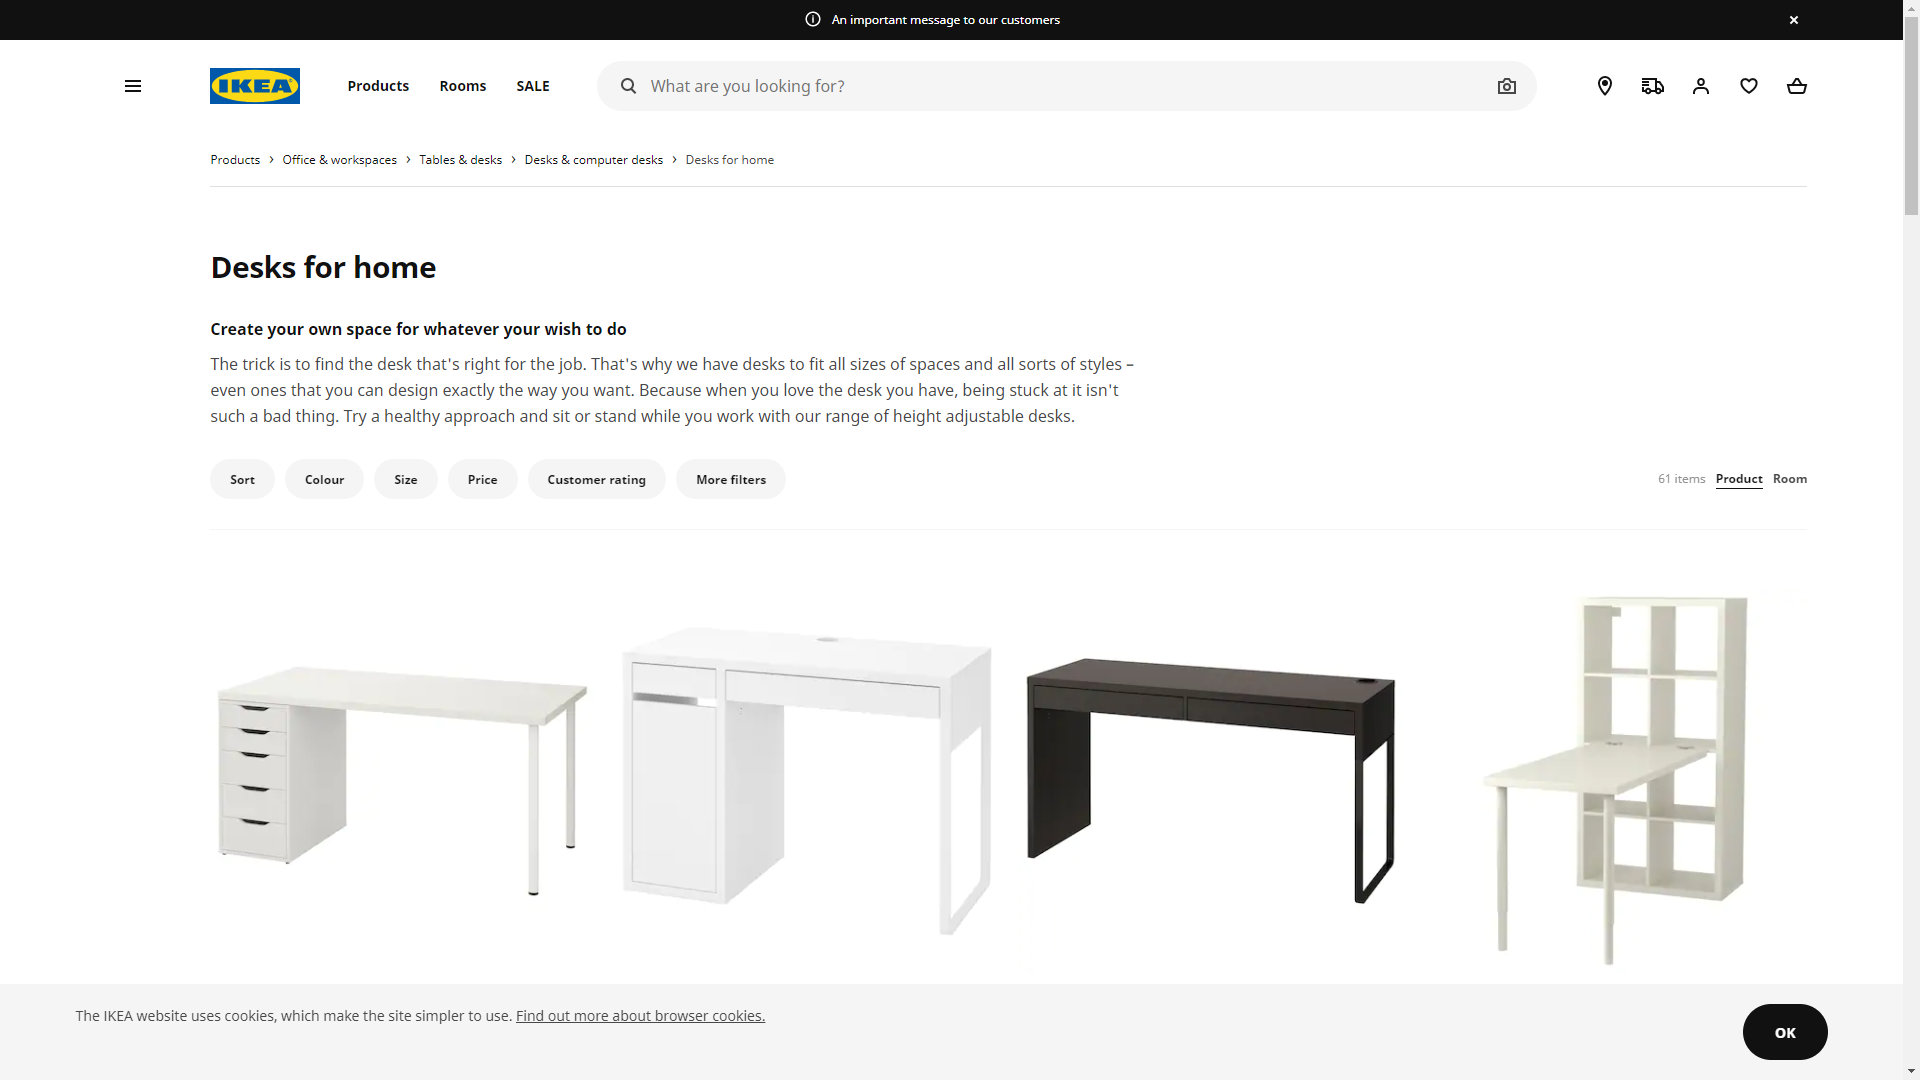 An important message to our customers
IKEA
Products
Rooms
SALE
What are you looking for?
Products
Office & workspaces
Tables & desks
Desks & computer desks
Desks for home
Desks for home
Create your own space for whatever your wish to do
The trick is to find the desk that's right for the job. That's why we have desks to fit all sizes of spaces and all sorts of styles –
even ones that you can design exactly the way you want. Because when you love the desk you have, being stuck at it isn't
such a bad thing. Try a healthy approach and sit or stand while you work with our range of height adjustable desks.
Sort
Colour
Size
Price
Customer rating
More filters
61 items
Product
Room
The IKEA website uses cookies, which make the site simpler to use. Find out more about browser cookies.
OK